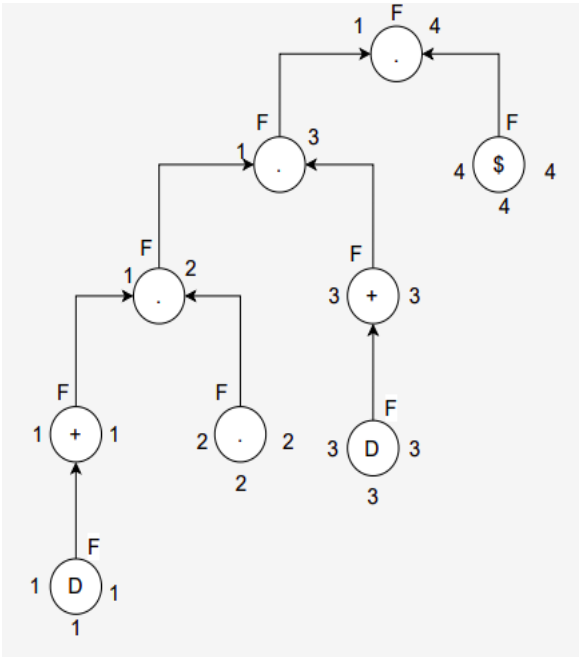 F
1 4
.
F F
1 3
. 4 $ 4
4
F F
1 2
. 3 + 3
F F F
1 + 1 2 . 2 3 D 3
2 3
F
1 D 1
1